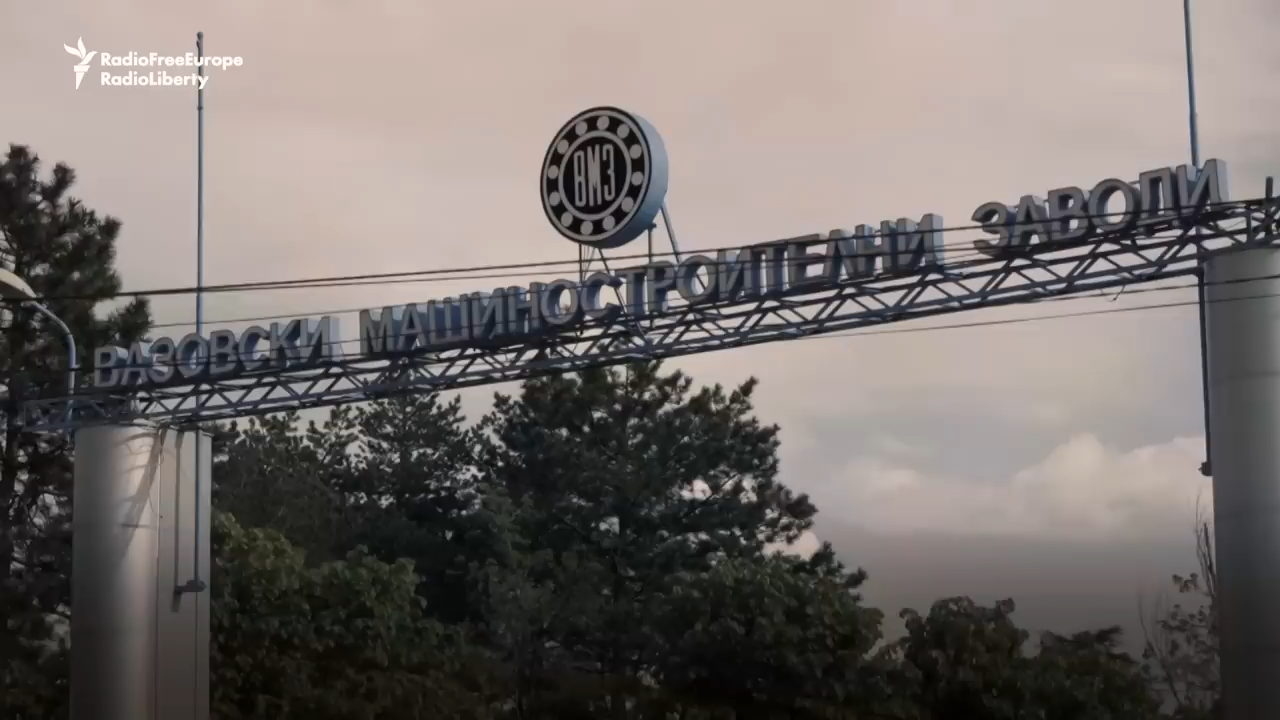 RadioFreeEurope
RadioLiberty
ВМЗ
ВАЗОВСКИ МАШИНОСТРОИТЕЛНИ ЗАВОДИ